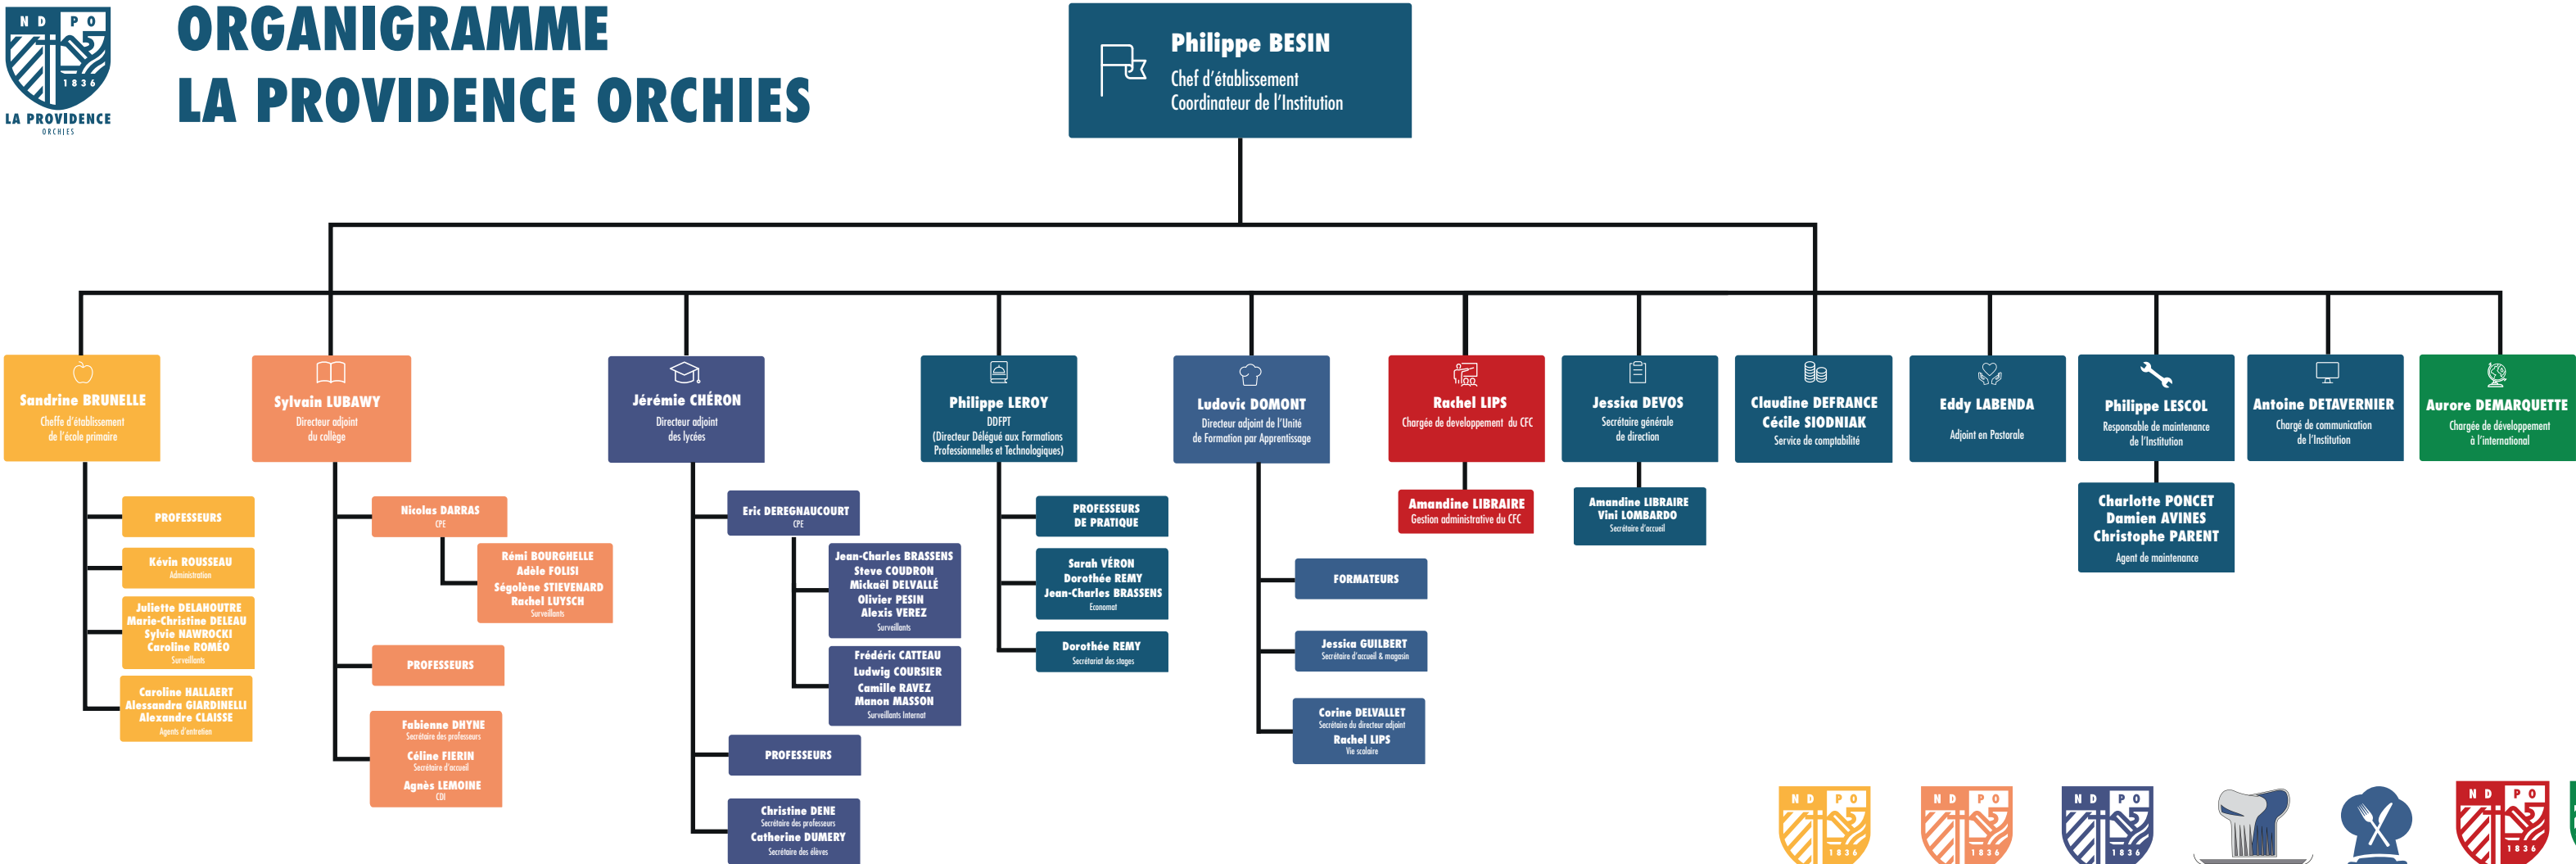 N D P O
1836
LA PROVIDENCE
ORCHIES
ORGANIGRAMME
LA PROVIDENCE ORCHIES
Philippe BESIN
Chef d'établissement
Coordinateur de l'Institution
Sandrine BRUNELLE
Cheffe d'établissement
de l'école primaire
PROFESSEURS
Kévin ROUSSEAU
Administration
Juliette DELAHOUTRE
Marie-Christine DELEAU
Sylvie NAWROCKI
Caroline ROMÉO
Surveillants
Caroline HALLAERT
Alessandra GIARDINELLI
Alexandre CLAISSE
Agents d'entretien
Sylvain LUBAWY
Directeur adjoint
du collège
Nicolas DARRAS
CPE
Rémi BOURGHELLE
Adèle FOLISI
Ségolène STIEVENARD
Rachel LUYSCH
Surveillants
PROFESSEURS
Fabienne DHYNE
Secrétaire des professeurs
Céline FIERIN
Secrétaire d'accueil
Agnès LEMOINE
CDI
Jérémie CHÉRON
Directeur adjoint
des lycées
Eric DEREGNAUCOURT
CPE
Jean-Charles BRASSENS
Steve COUDRON
Mickaël DELVALLÉ
Olivier PESIN
Alexis VEREZ
Surveillants
Frédéric CATTEAU
Ludwig COURSIER
Camille RAVEZ
Manon MASSON
Surveillants Internat
PROFESSEURS
Christine DENE
Secrétaire des professeurs
Catherine DUMERY
Secrétaire des élèves
Philippe LEROY
DDFPT
(Directeur Délégué aux Formations
Professionnelles et Technologiques)
PROFESSEURS
DE PRATIQUE
Sarah VÉRON
Dorothée REMY
Jean-Charles BRASSENS
Economat
Dorothée REMY
Secrétariat des stages
Ludovic DOMONT
Directeur adjoint de l'Unité
de Formation par Apprentissage
FORMATEURS
Jessica GUILBERT
Secrétaire d'accueil & magasin
Corine DELVALLET
Secrétaire du directeur adjoint
Rachel LIPS
Vie scolaire
Rachel LIPS
Chargée de developpement du CFC
Amandine LIBRAIRE
Gestion administrative du CFC
Jessica DEVOS
Secrétaire générale
de direction
Amandine LIBRAIRE
Vini LOMBARDO
Secrétaire d'accueil
Claudine DEFRANCE
Cécile SIODNIAK
Service de comptabilité
Eddy LABENDA
Adjoint en Pastorale
Philippe LESCOL
Responsable de maintenance
de l'Institution
Charlotte PONCET
Damien AVINES
Christophe PARENT
Agent de maintenance
Antoine DETAVERNIER
Chargé de communication
de l'Institution
Aurore DEMARQUETTE
Chargée de développement
à l'international
N D P O
1836
N D P O
1836
N D P O
1836
N D P O
1836